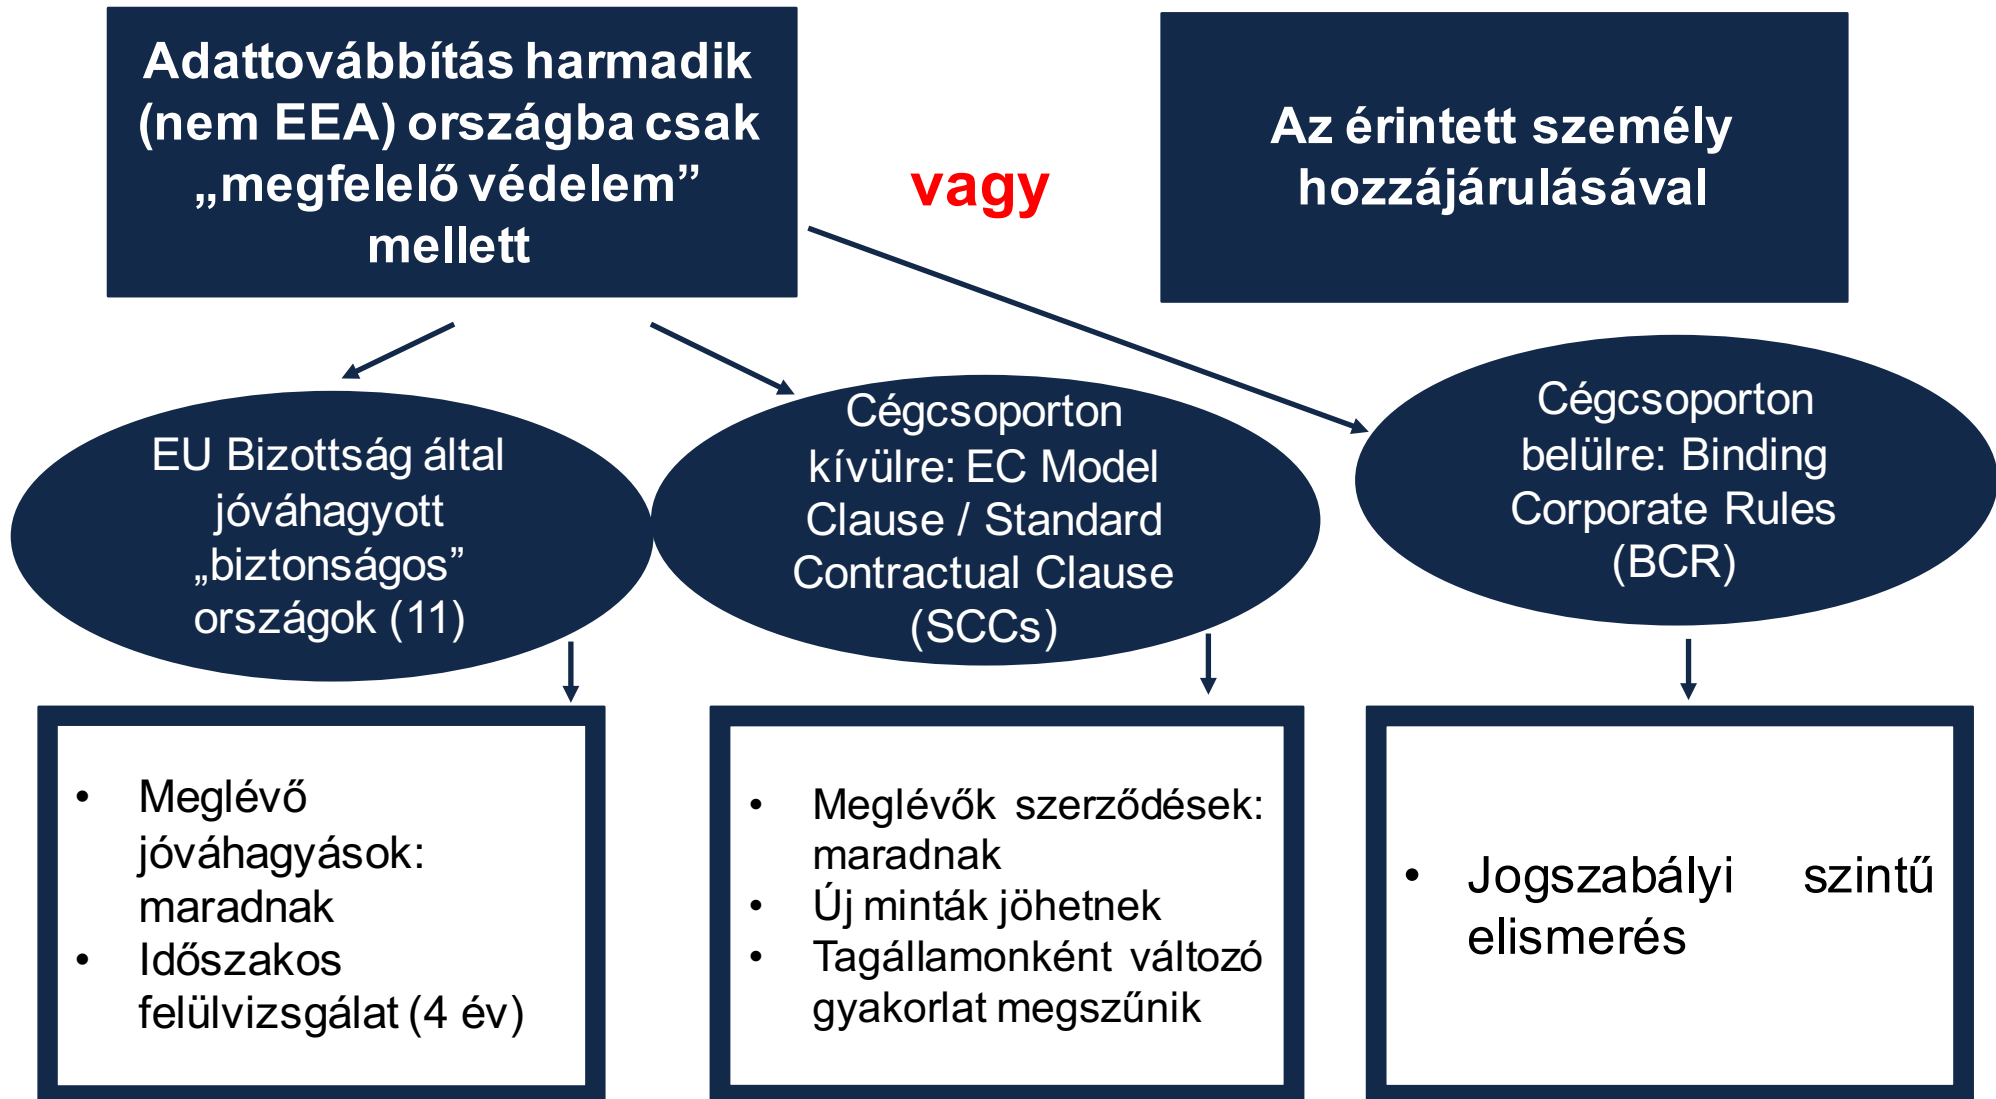 Adattovábbítás harmadik
(nem EEA) országba csak
„megfelelő védelem”
mellett
vagy
Az érintett személy
hozzájárulásával
EU Bizottság által
jóváhagyott
„biztonságos”
országok (11)
Cégcsoporton
kívülre: EC Model
Clause / Standard
Contractual Clause
(SCCs)
Cégcsoporton
belülre: Binding
Corporate Rules
(BCR)
• Meglévő
jóváhagyások:
maradnak
• Időszakos
felülvizsgálat (4 év)
• Meglévők szerződések:
maradnak
• Új minták jöhetnek
• Tagállamonként változó
gyakorlat megszűnik
• Jogszabályi szintű
elismerés